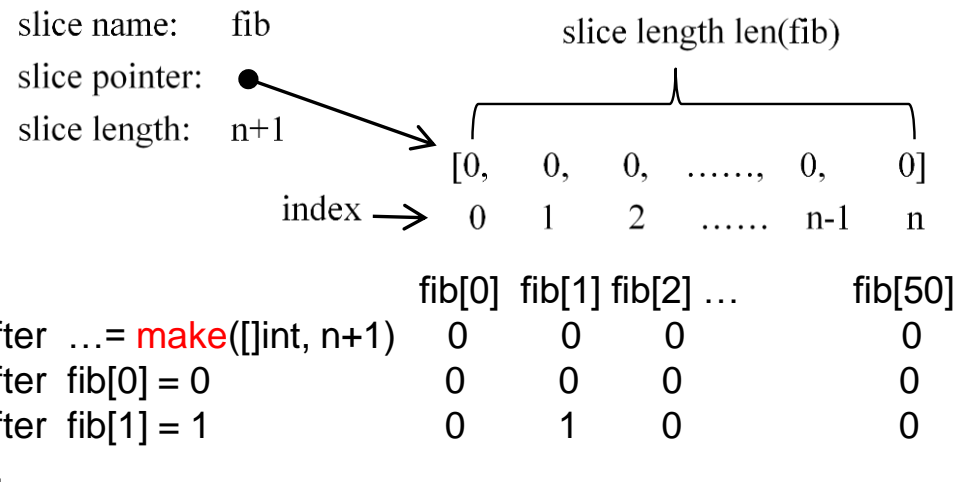 slice name: fib
slice length len(fib)
slice pointer:
slice length: n+1
[0, 0, 0, ……, 0, 0]
index 0 1 2 …… n-1 n
fib[0] fib[1] fib[2] … fib[50]
fter …= make([]int, n+1) 0 0 0 0
fter fib[0] = 0 0 0 0 0
fter fib[1] = 1 0 1 0 0